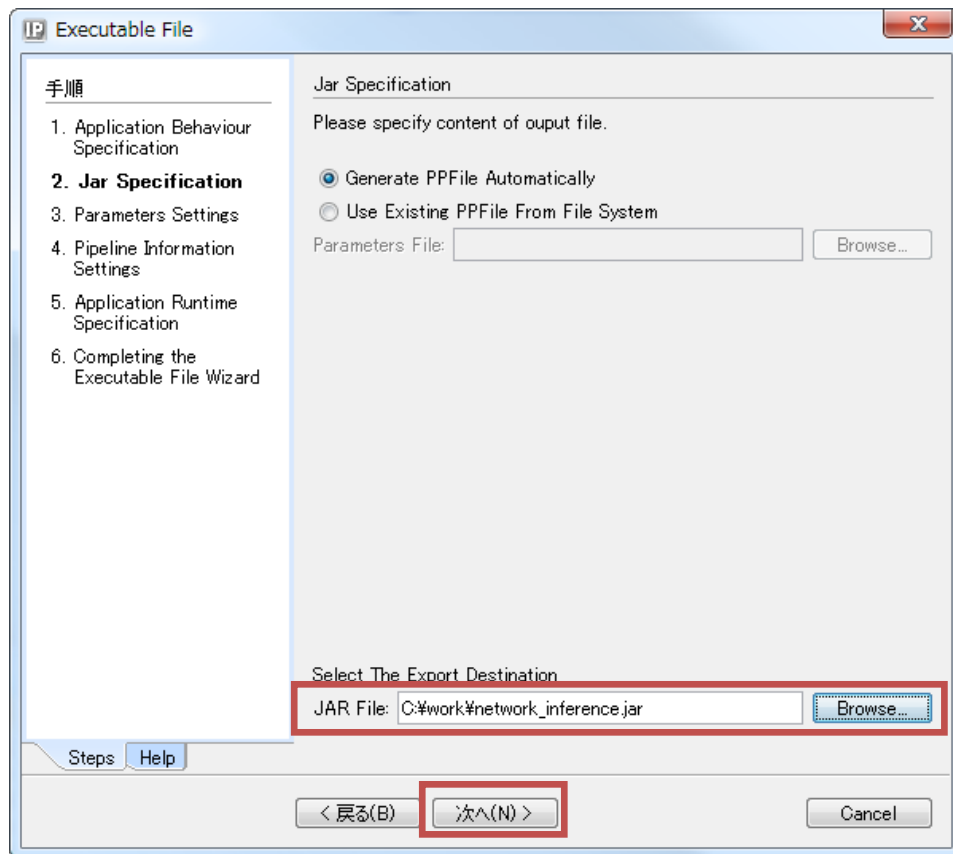 IP Executable File
手順
1. Application Behaviour
Specification
2. Jar Specification
3. Parameters Settings
4. Pipeline Information
Settings
5. Application Runtime
Specification
6. Completing the
Executable File Wizard
Jar Specification
Please specify content of ouput file.
Generate PPFile Automatically
Use Existing PPFile From File System
Parameters File: Browse...
Select The Export Destination
JAR File: C:¥work¥network_inference.jar Browse...
Steps Help
< 戻る(B) 次へ(N) > Cancel